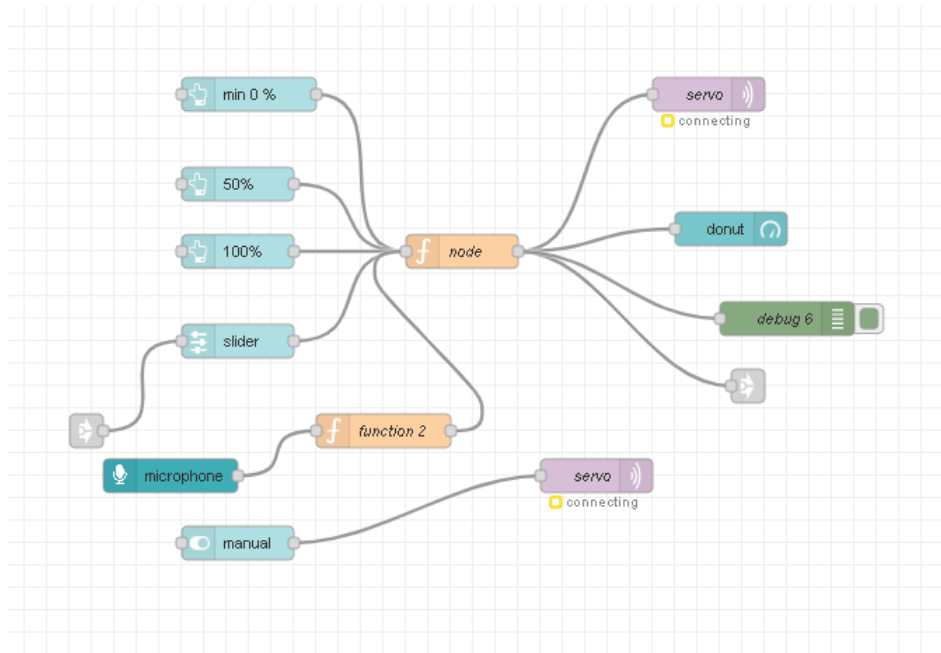 min 0 %
servo
connecting
50%
donut
100%
node
debug 6
slider
function 2
microphone
servo
connecting
manual